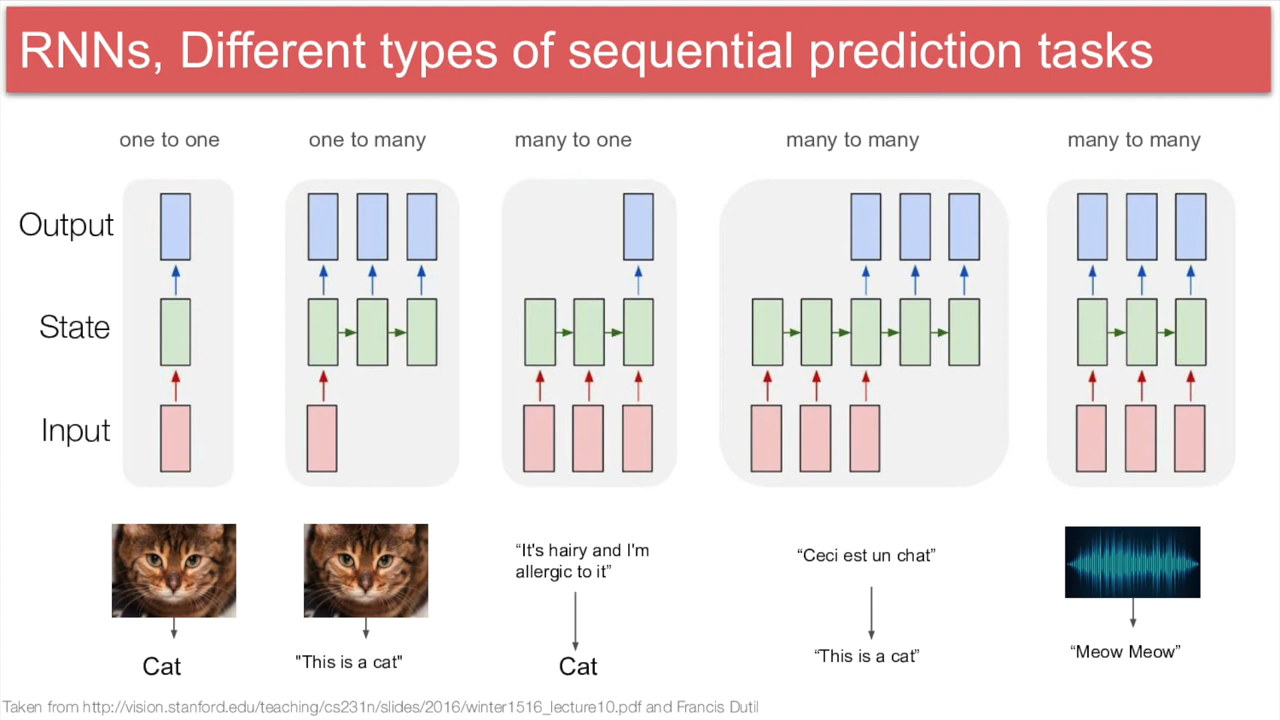 RNNs, Different types of sequential prediction tasks
one to one
one to many
many to one
many to many
many to many
Output
State
Input
“It's hairy and I'm
allergic to it”
“Ceci est un chat”
Cat
"This is a cat"
Cat
“This is a cat”
“Meow Meow”
Taken from http://vision.stanford.edu/teaching/cs231n/slides/2016/winter1516_lecture10.pdf and Francis Dutil